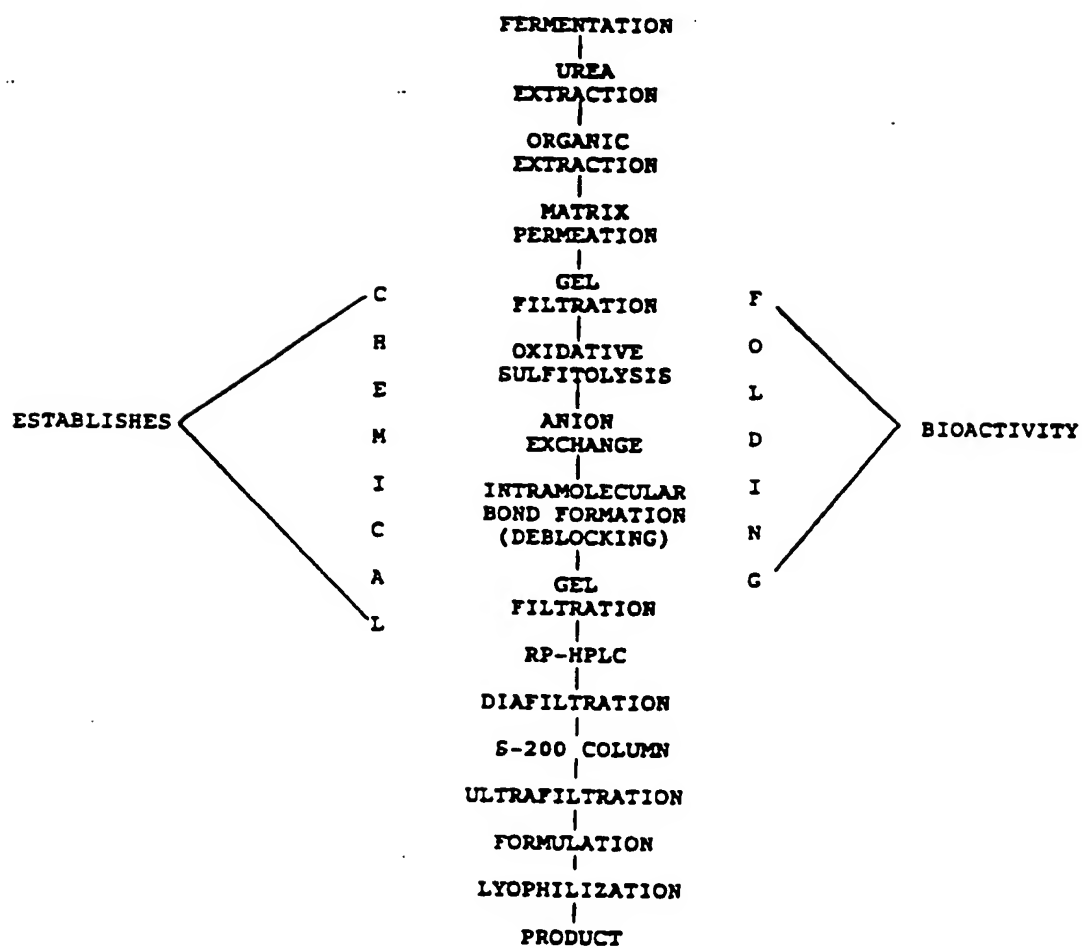 FERMENTATION
UREA
EXTRACTION
ORGANIC
EXTRACTION
MATRIX
PERMEATION
GEL
FILTRATION
OXIDATIVE
SULFITOLYSIS
ANION
EXCHANGE
INTRAMOLECULAR
BOND FORMATION
(DEBLOCKING)
GEL
FILTRATION
RP-HPLC
DIAFILTRATION
S-200 COLUMN
ULTRAFILTRATION
FORMULATION
LYOPHILIZATION
PRODUCT
ESTABLISHES
C
H
E
M
I
C
A
L
F
O
L
D
I
N
G
BIOACTIVITY